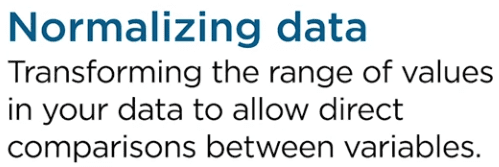 Normalizing data
Transforming the range of values
in your data to allow direct
comparisons between variables.